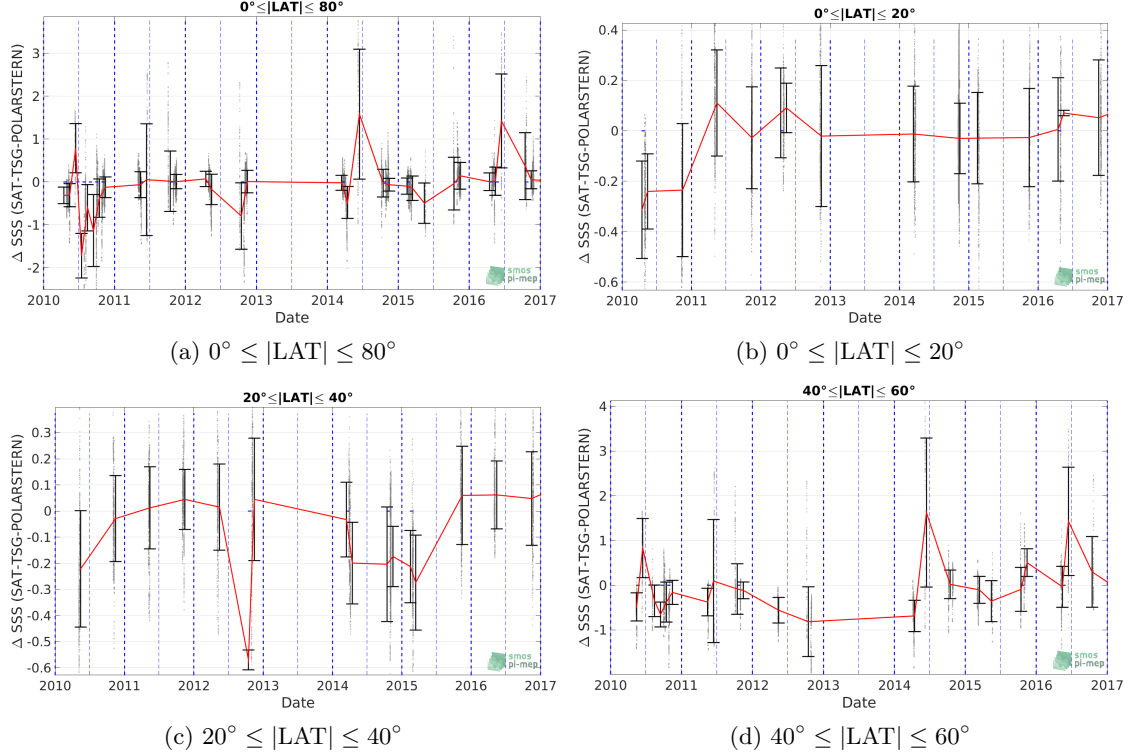 0°≤|LAT|≤ 80°
Δ SSS (SAT-TSG-POLARSTERN)
3
2
1
0
-1
-2
2010 2011 2012 2013 2014 2015 2016 2017
Date
smos
pi-mep
(a) 0° ≤ |LAT| ≤ 80°
0°≤|LAT|≤ 20°
Δ SSS (SAT-TSG-POLARSTERN)
0.4
0.2
0
-0.2
-0.4
-0.6
2010 2011 2012 2013 2014 2015 2016 2017
Date
smos
pi-mep
(b) 0° ≤ |LAT| ≤ 20°
20°≤|LAT|≤ 40°
Δ SSS (SAT-TSG-POLARSTERN)
0.3
0.2
0.1
0
-0.1
-0.2
-0.3
-0.4
-0.5
-0.6
2010 2011 2012 2013 2014 2015 2016 2017
Date
smos
pi-mep
(c) 20° ≤ |LAT| ≤ 40°
40°≤|LAT|≤ 60°
Δ SSS (SAT-TSG-POLARSTERN)
4
3
2
1
0
-1
2010 2011 2012 2013 2014 2015 2016 2017
Date
smos
pi-mep
(d) 40° ≤ |LAT| ≤ 60°